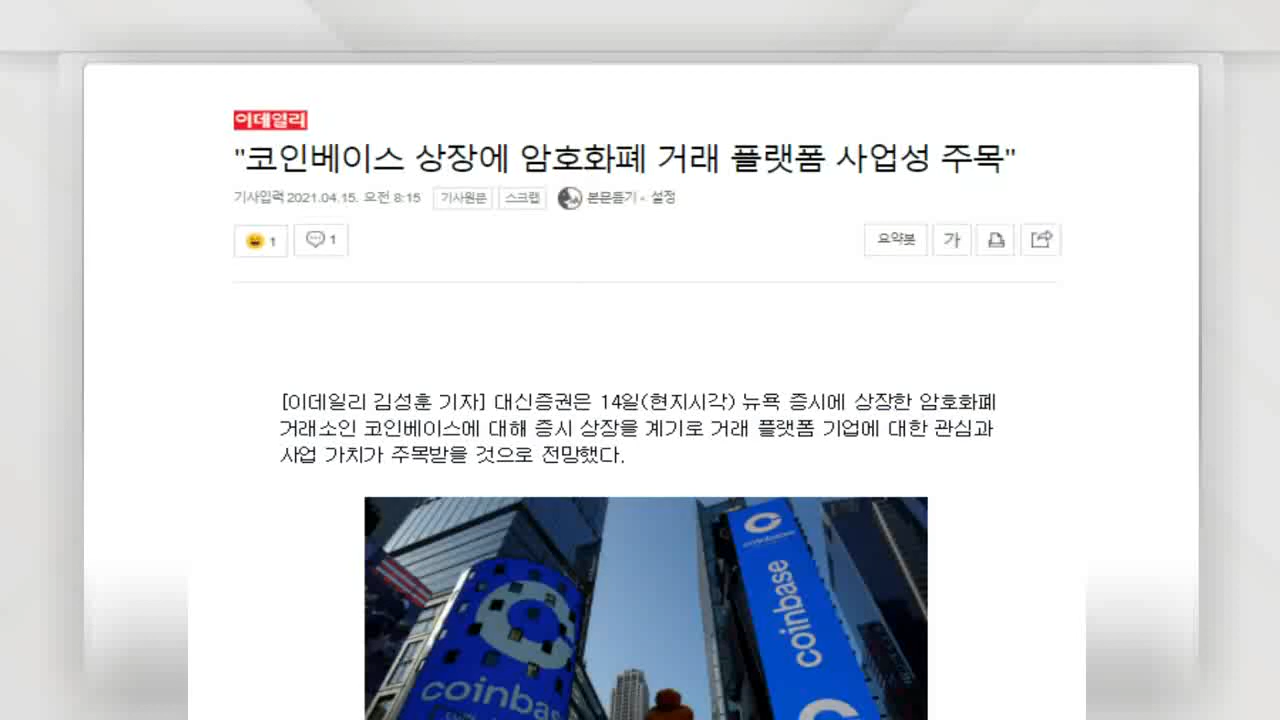 이데일리
"코인베이스 상장에 암호화폐 거래 플랫폼 사업성 주목"
기사입력 2021.04.15. 오전 8:15 기사원문 스크랩 본문듣기 · 설정
1 1 요약봇 가
[이데일리 김성훈 기자] 대신증권은 14일(현지시각) 뉴욕 증시에 상장한 암호화폐
거래소인 코인베이스에 대해 증시 상장을 계기로 거래 플랫폼 기업에 대한 관심과
사업 가치가 주목받을 것으로 전망했다.
coinbase
coinbase
coinbas